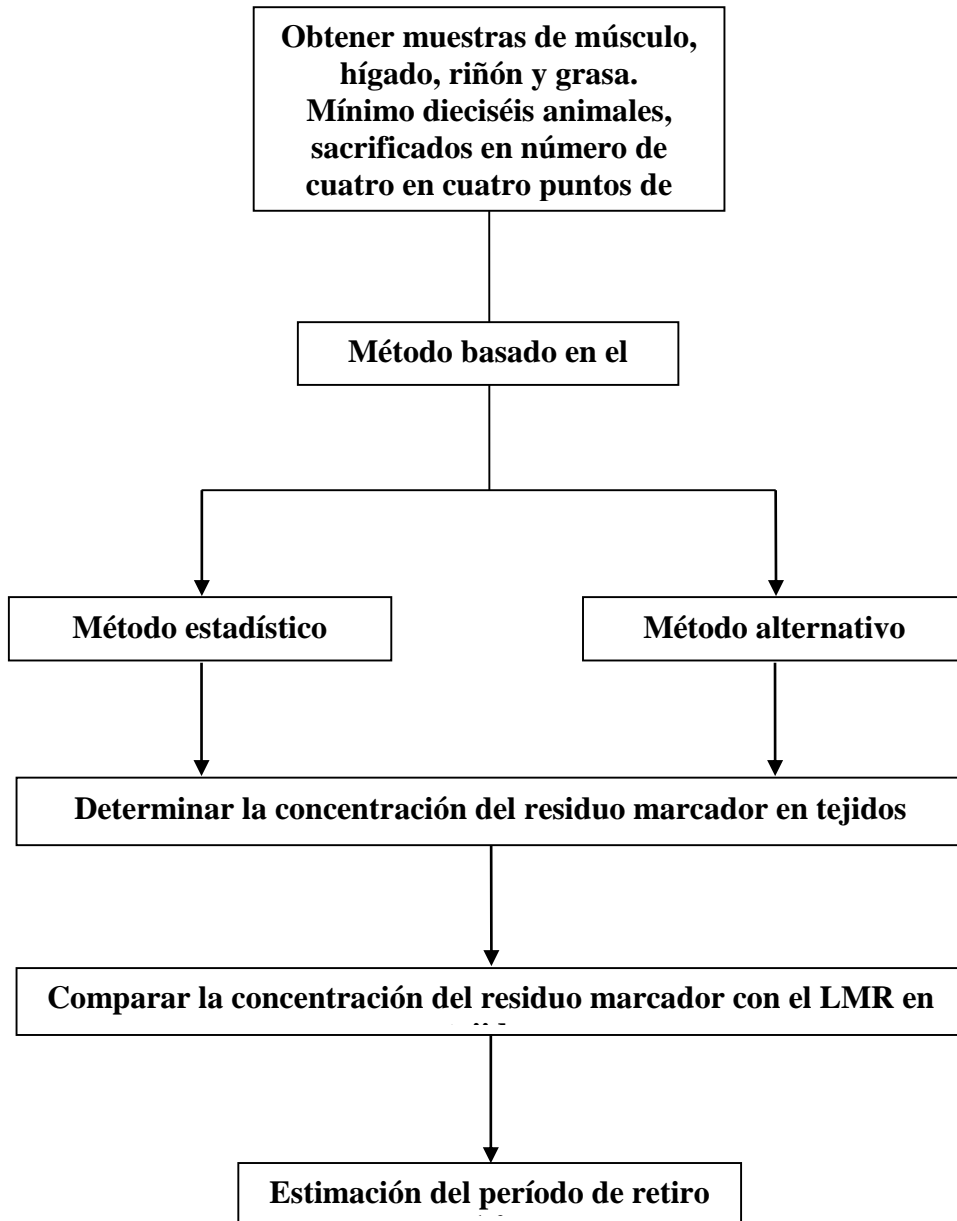 Obtener muestras de músculo,
hígado, riñón y grasa.
Mínimo dieciséis animales,
sacrificados en número de
cuatro en cuatro puntos de
Método basado en el
Método estadístico
Método alternativo
Determinar la concentración del residuo marcador en tejidos
Comparar la concentración del residuo marcador con el LMR en
Estimación del período de retiro